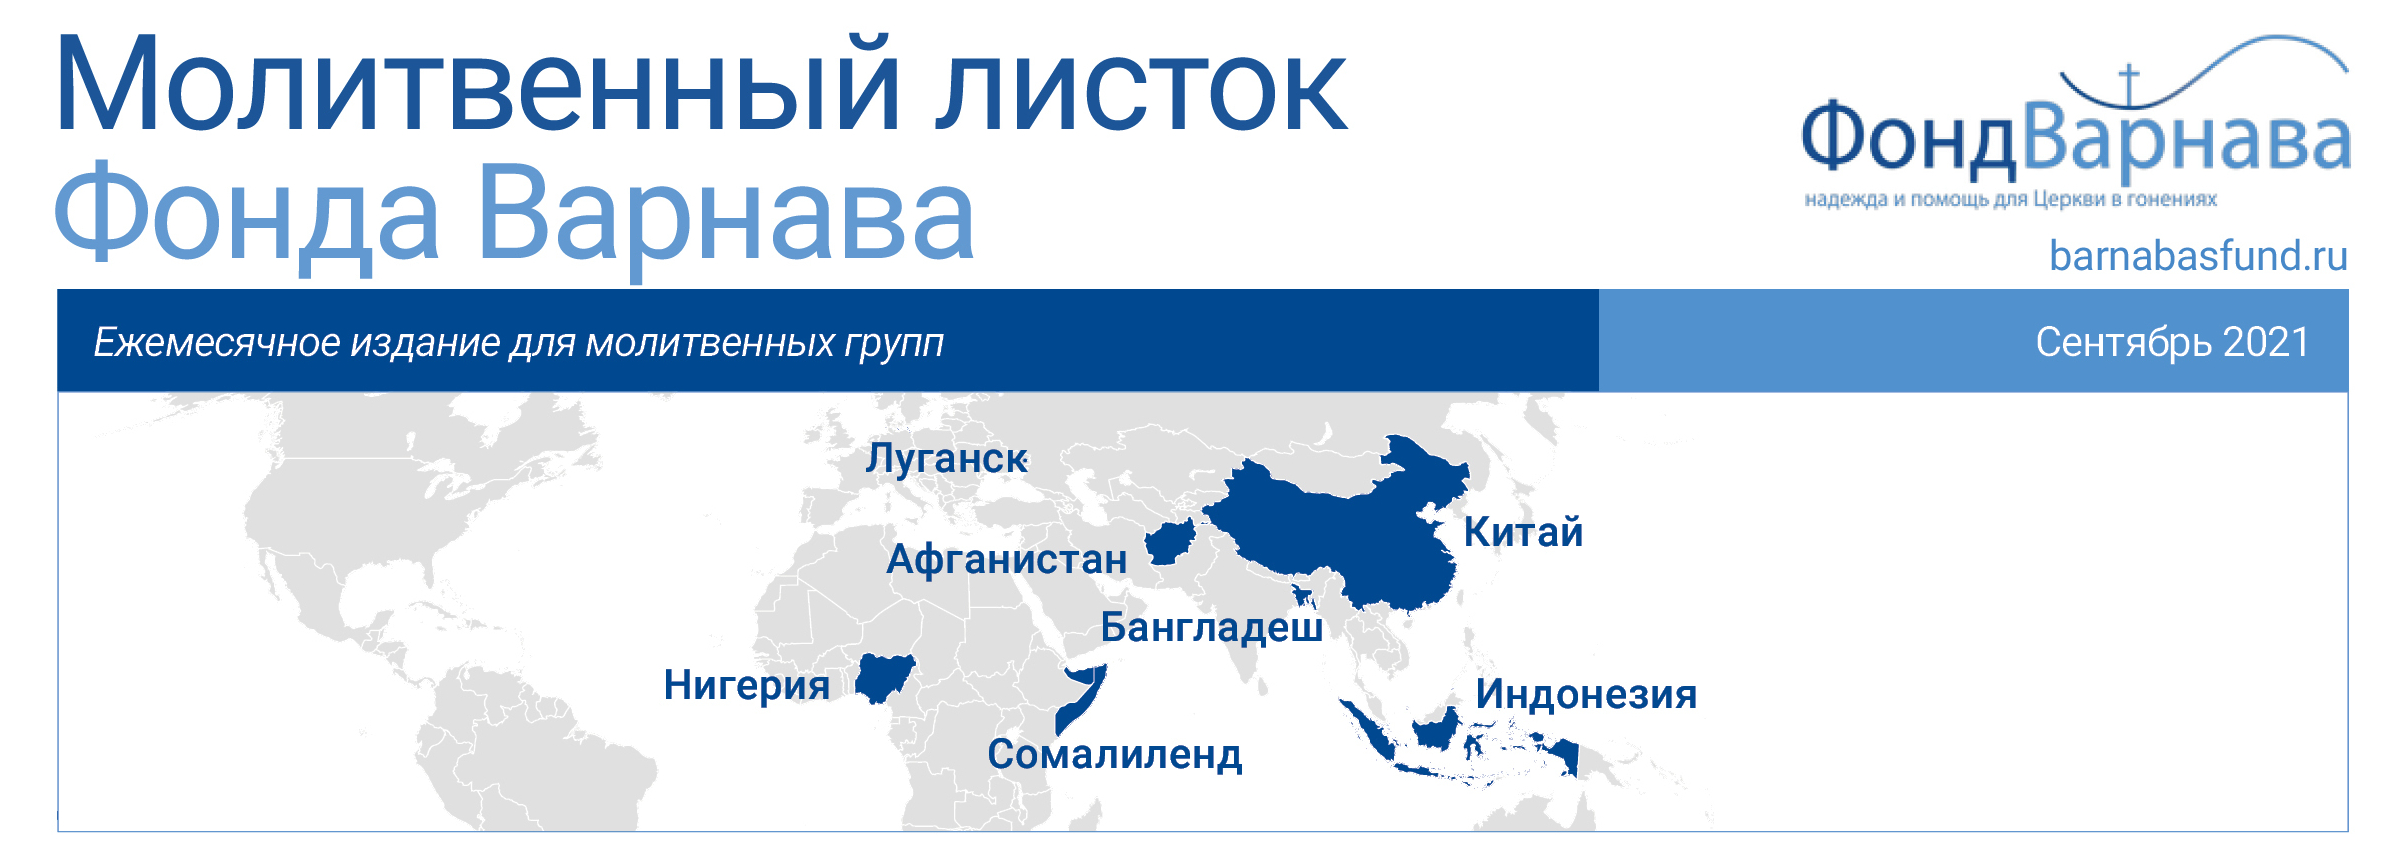 Молитвенный листок
Фонда Варнава
ФондВарнава
надежда и помощь для Церкви в гонениях
barnabasfund.ru
Ежемесячное издание для молитвенных групп
Сентябрь 2021
Луганск
Китай
Афганистан
Бангладеш
Нигерия
Индонезия
Сомалиленд